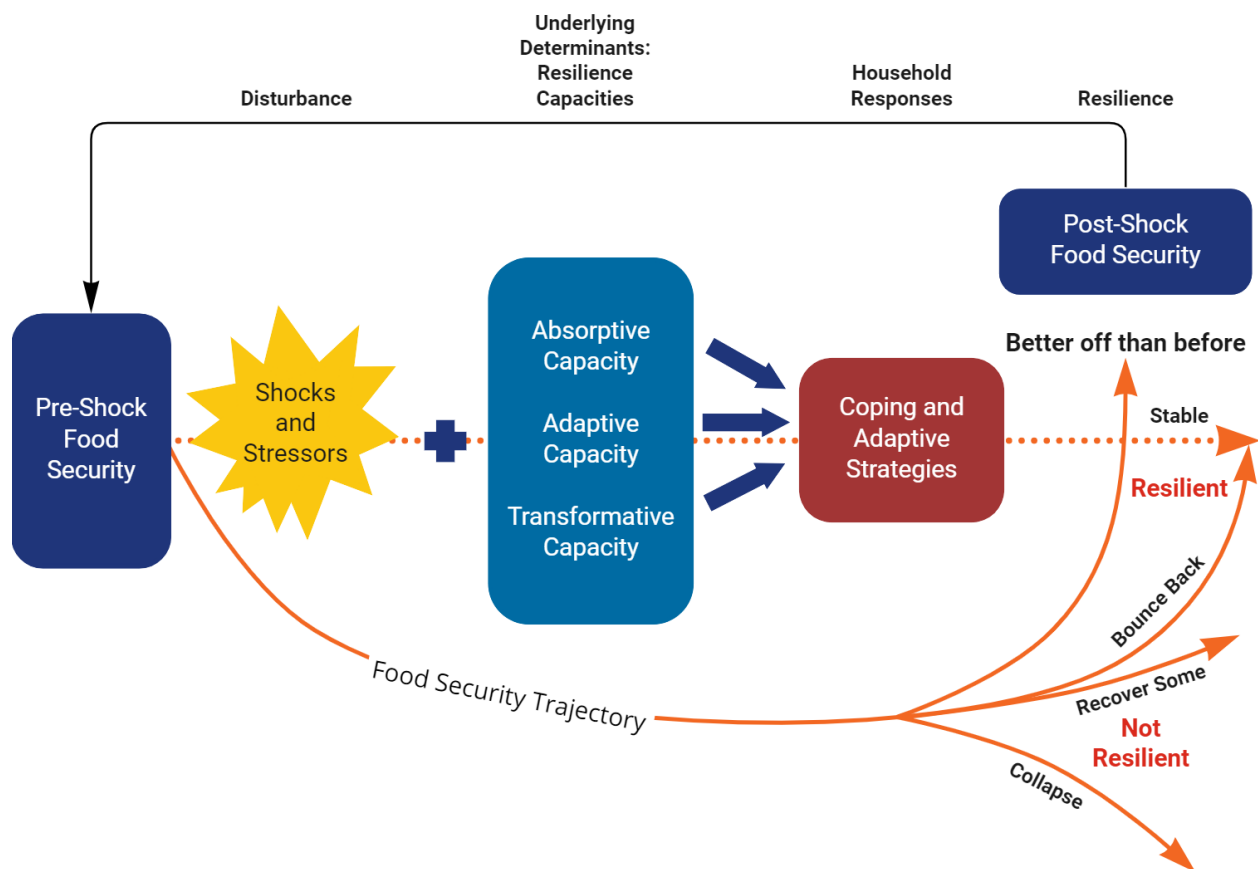 Disturbance
Underlying
Determinants:
Resilience
Capacities
Household
Responses
Resilience
Post-Shock
Food Security
Pre-Shock
Food
Security
Shocks
and
Stressors
Absorptive
Capacity
Adaptive
Capacity
Transformative
Capacity
Coping and
Adaptive
Strategies
Better off than before
Stable
Resilient
Bounce Back
Recover Some
Not
Resilient
Collapse
Food Security Trajectory